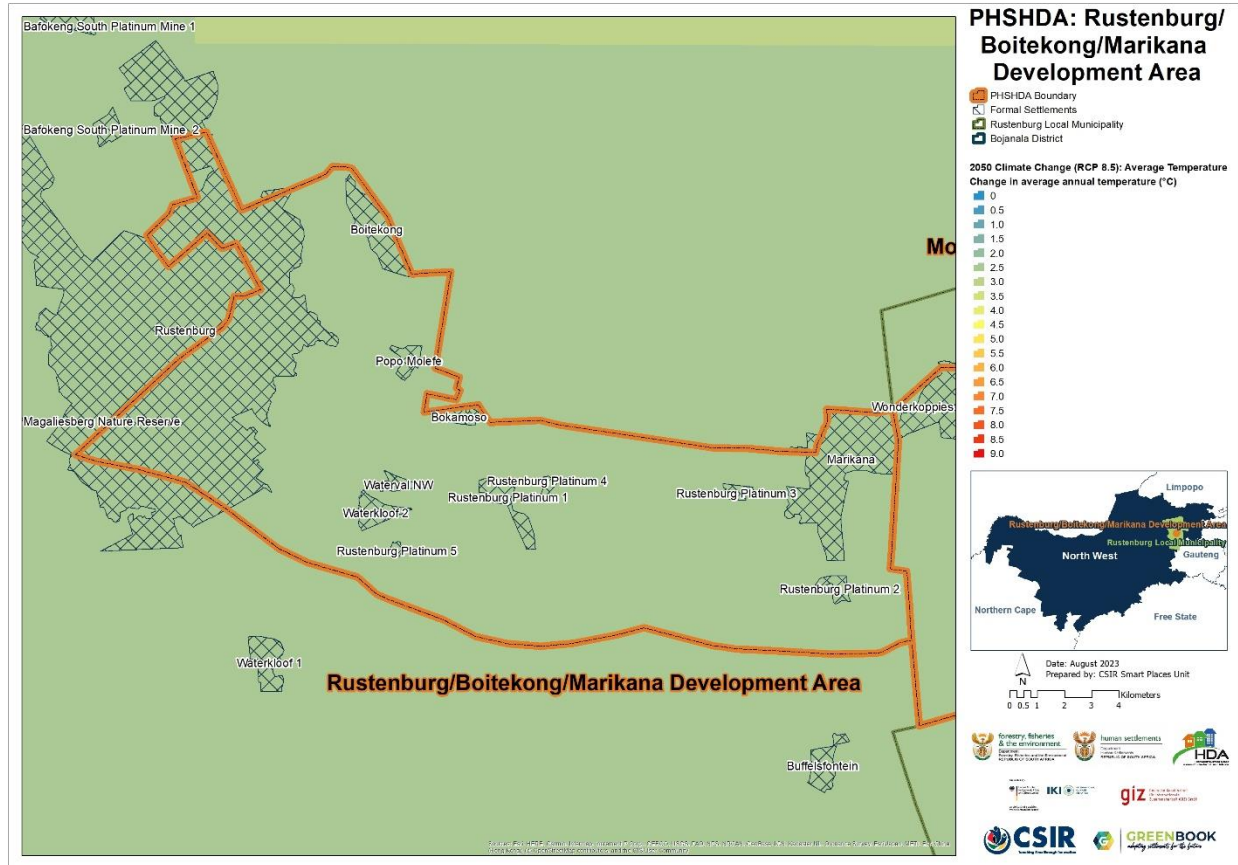 PHSHDA: Rustenburg/
Boitekong/Marikana
Development Area
PHSHDA Boundary
Formal Settlements
Rustenburg Local Municipality
Bojanala District
2050 Climate Change (RCP 8.5): Average Temperature
Change in average annual temperature (°C)
0
0.5
1.0
1.5
2.0
2.5
3.0
3.5
4.0
4.5
5.0
5.5
6.0
6.5
7.0
7.5
8.0
8.5
9.0
Bafokeng South Platinum Mine 1
Bafokeng South Platinum Mine 2
Boitekong
Mo
Rustenburg
Popo Molefe
Magaliesberg Nature Reserve
Bokamoso
Wonderkoppies
Marikana
Waterval NW
Rustenburg Platinum 4
Rustenburg Platinum 1
Rustenburg Platinum 3
Waterkloof 2
Rustenburg Platinum 5
Rustenburg Platinum 2
Waterkloof 1
Rustenburg/Boitekong/Marikana Development Area
Buffelsfontein
Limpopo
Rustenburg/Boitekong/Marikana Development Area
Rustenburg Local Municipality
North West
Gauteng
Northern Cape
Free State
N
Date: August 2023
Prepared by: CSIR Smart Places Unit
Kilometers
0 0.5 1 2 3 4
forestry, fisheries
& the environment
human settlements
HDA
IKI
giz
CSIR
GREENBOOK
adapting settlements for the future